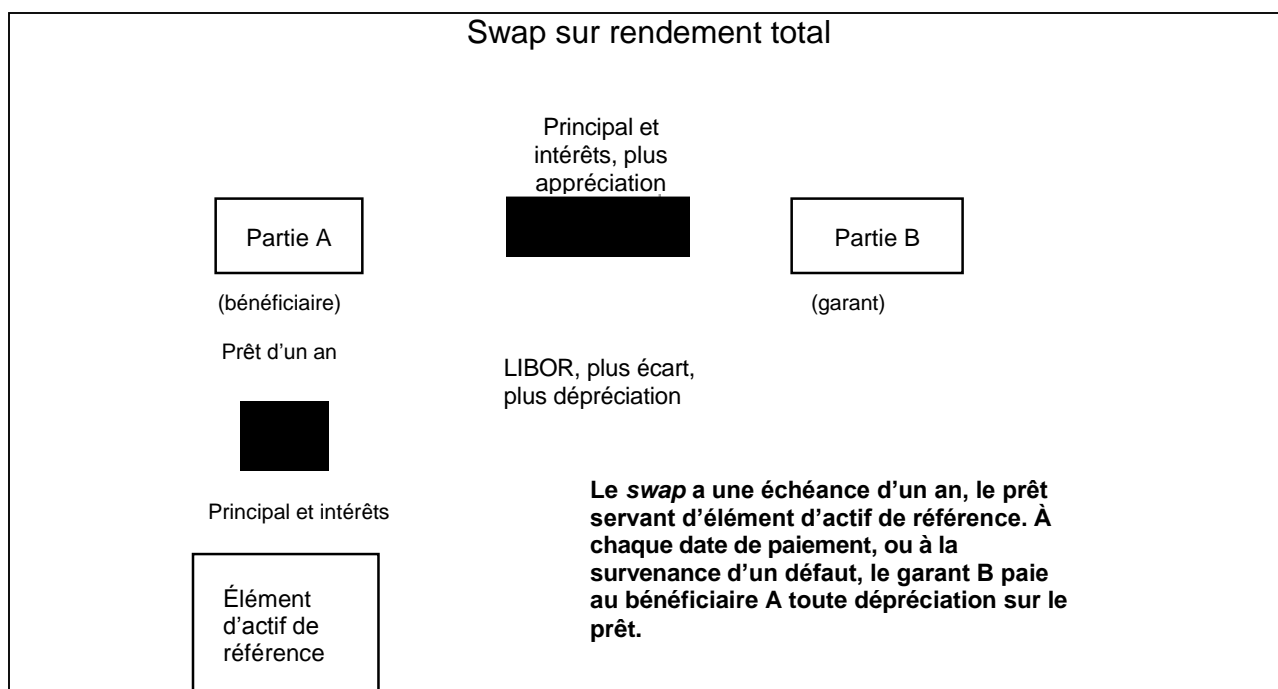 Swap sur rendement total
Principal et
intérêts, plus
appréciation
Partie A
Partie B
(bénéficiaire)
(garant)
Prêt d’un an
LIBOR, plus écart,
plus dépréciation
Principal et intérêts
Le swap a une échéance d’un an, le prêt
servant d’élément d’actif de référence. À
chaque date de paiement, ou à la
survenance d’un défaut, le garant B paie
au bénéficiaire A toute dépréciation sur le
prêt.
Élément
d’actif de
référence